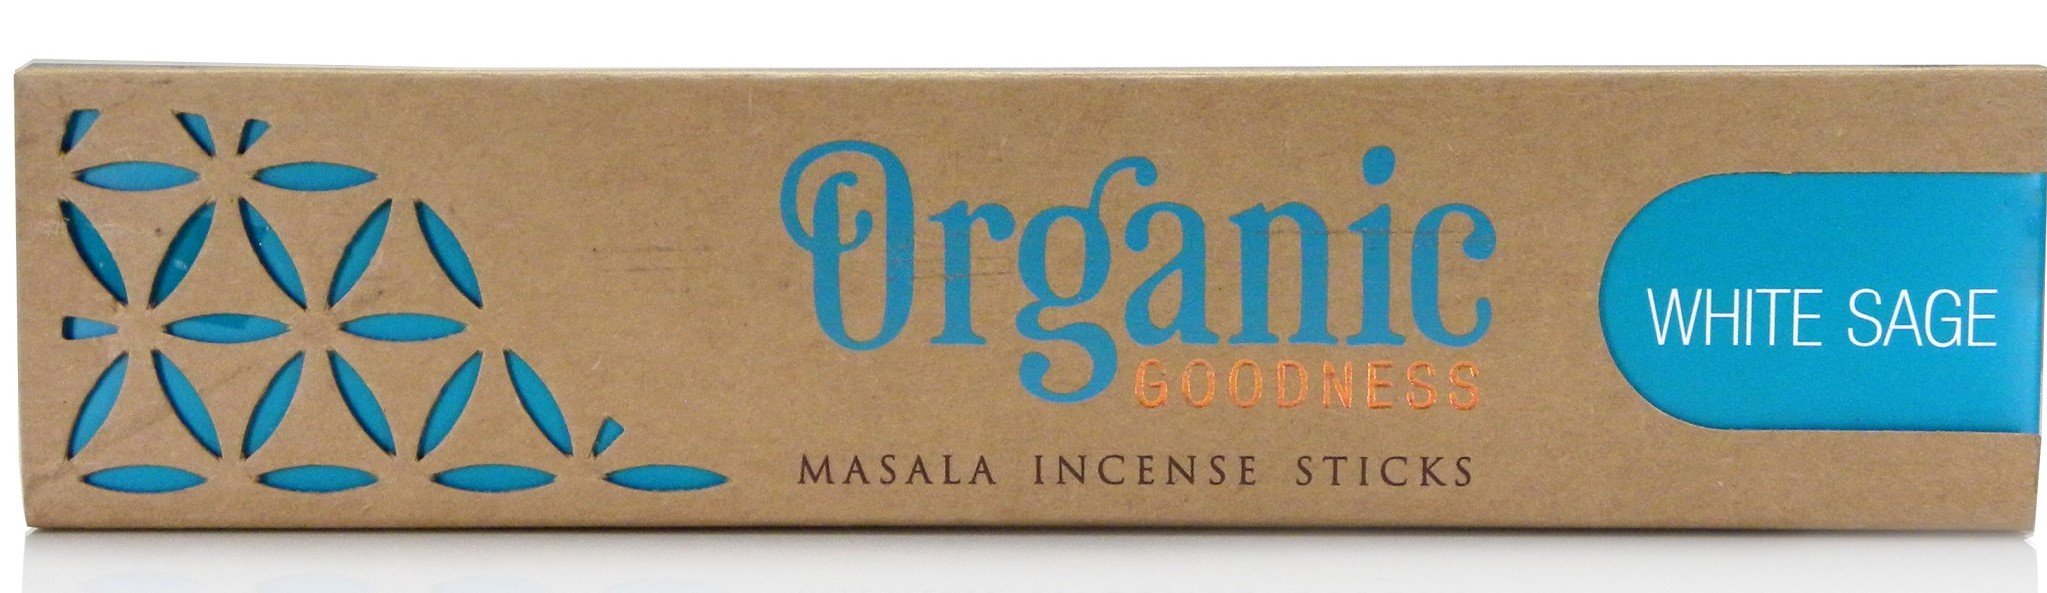 Organic
GOODNESS
MASALA INCENSE STICKS
WHITE SAGE